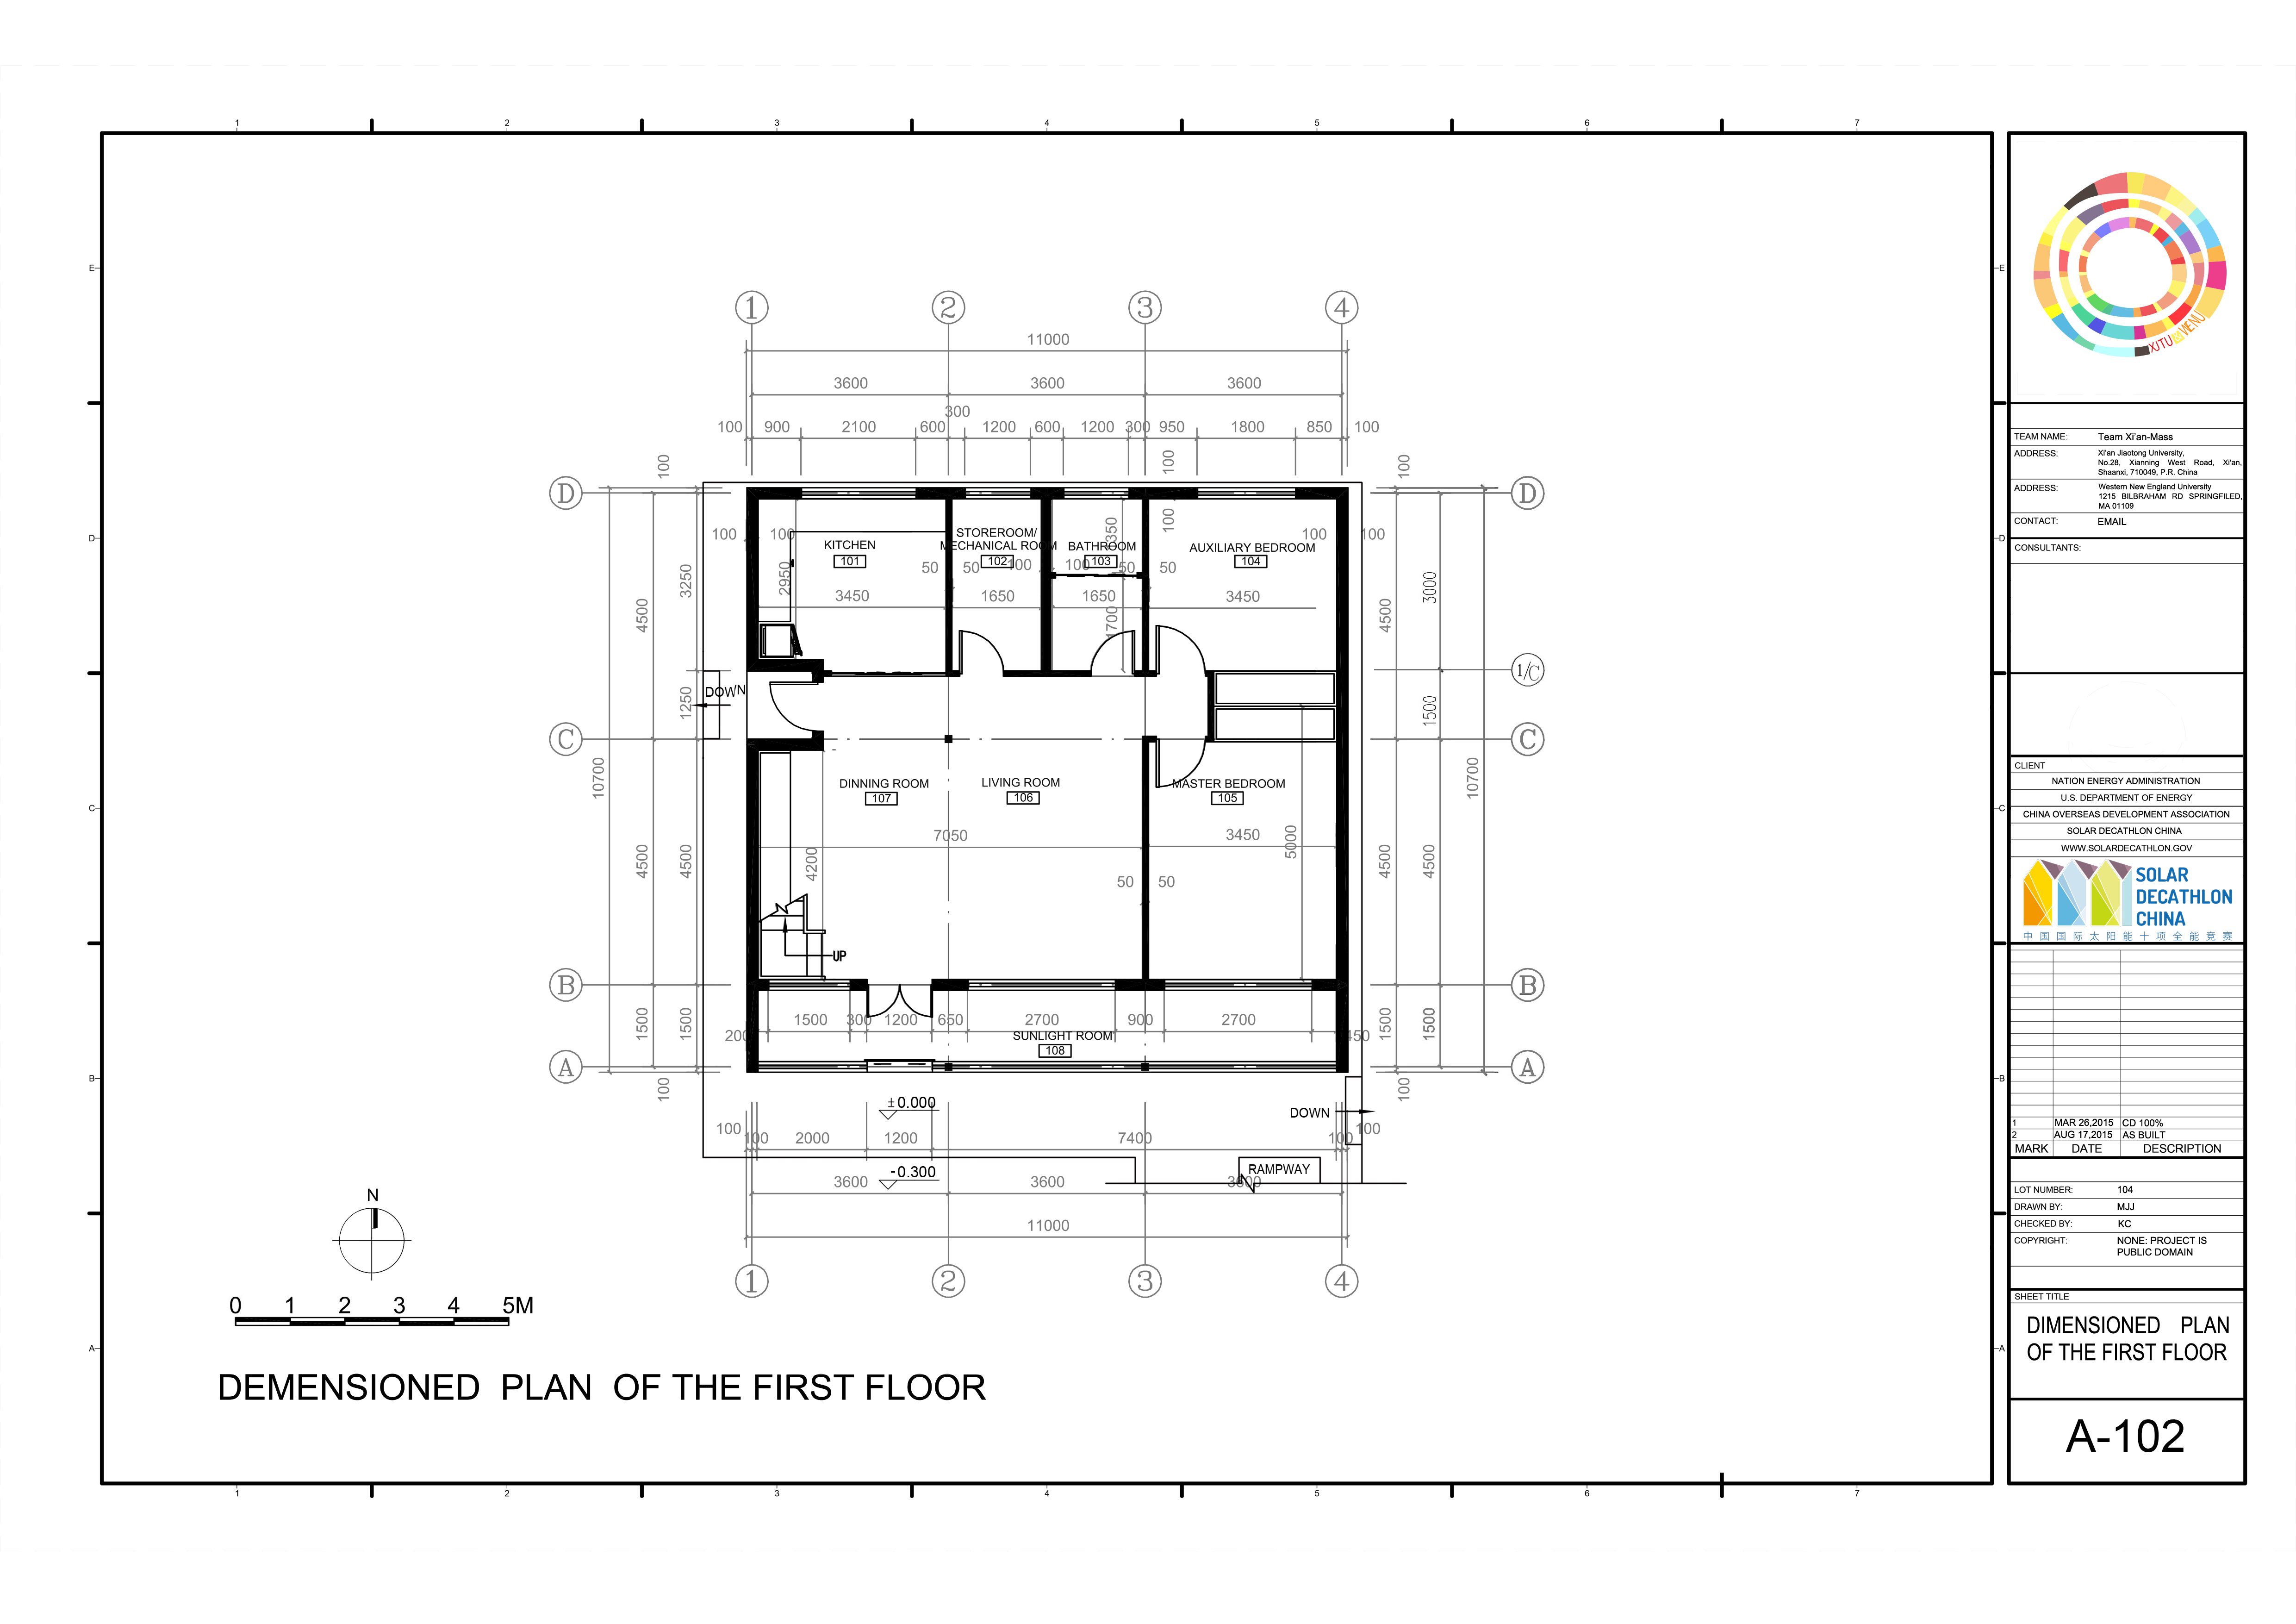 1 2 3 4 5 6 7
E
D
C
B
A
E
D
C
B
A
1 2 3 4
11000
3600 3600 3600
300
100 900 2100 600 1200 600 1200 300 950 1800 850 100
100 100 100
D D
100 100 100 100 100
STOREROOM/
KITCHEN MECHANICAL ROOM BATHROOM AUXILIARY BEDROOM
101 102 103 104
50 50 100 100 50 50
3450 1650 1650 3450
2950 1700
4500 3250 4500 3000
1/C
DOWN
1250 1500
C C
10700 10700
DINNING ROOM LIVING ROOM MASTER BEDROOM
107 106 105
7050 3450
4500 4500 4200 5000 4500 4500
50 50
UP
B B
1500 1500 1500 1500
1500 300 1200 650 2700 900 2700
200 450
SUNLIGHT ROOM
108
A A
100 100
±0.000
DOWN
100 100 2000 1200 7400 100 100
-0.300
RAMPWAY
3600 3600 3600
11000
1 2 3 4
N
0 1 2 3 4 5M
DEMENSIONED PLAN OF THE FIRST FLOOR
1 2 3 4 5 6 7
XJTU WENU
TEAM NAME: Team Xi'an-Mass
ADDRESS: Xi'an Jiaotong University,
No.28, Xianning West Road, Xi'an,
Shaanxi, 710049, P.R. China
ADDRESS: Western New England University
1215 BILBRAHAM RD SPRINGFILED,
MA 01109
CONTACT: EMAIL
CONSULTANTS:
CLIENT
NATION ENERGY ADMINISTRATION
U.S. DEPARTMENT OF ENERGY
CHINA OVERSEAS DEVELOPMENT ASSOCIATION
SOLAR DECATHLON CHINA
WWW.SOLARDECATHLON.GOV
SOLAR
DECATHLON
CHINA
中国国际太阳能十项全能竞赛
1 MAR 26,2015 CD 100%
2 AUG 17,2015 AS BUILT
MARK DATE DESCRIPTION
LOT NUMBER: 104
DRAWN BY: MJJ
CHECKED BY: KC
COPYRIGHT: NONE: PROJECT IS
PUBLIC DOMAIN
SHEET TITLE
DIMENSIONED PLAN
OF THE FIRST FLOOR
A-102